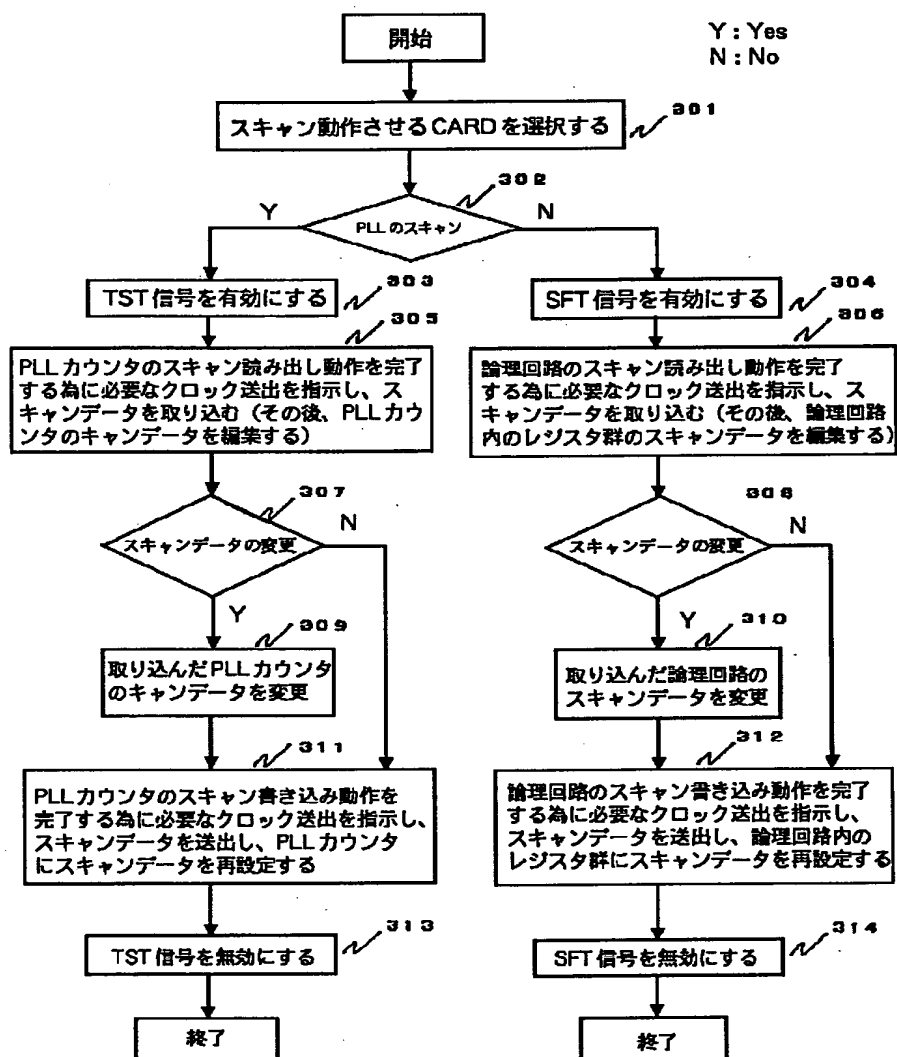 開始
Y : Yes
N : No
スキャン動作させるCARDを選択する
301
302
Y
PLLのスキャン
N
TST信号を有効にする
303
SFT信号を有効にする
304
305
PLLカウンタのスキャン読み出し動作を完了
する為に必要なクロック送出を指示し、ス
キャンデータを取り込む(その後、PLLカウ
ンタのキャンデータを編集する)
306
論理回路のスキャン読み出し動作を完了
する為に必要なクロック送出を指示し、ス
キャンデータを取り込む(その後、論理回路
内のレジスタ群のスキャンデータを編集する)
307
スキャンデータの変更
N
Y
308
スキャンデータの変更
N
Y
309
取り込んだPLLカウンタ
のキャンデータを変更
310
取り込んだ論理回路の
スキャンデータを変更
311
PLLカウンタのスキャン書き込み動作を
完了する為に必要なクロック送出を指示し、
スキャンデータを送出し、PLLカウンタ
にスキャンデータを再設定する
312
論理回路のスキャン書き込み動作を完了
する為に必要なクロック送出を指示し、
スキャンデータを送出し、論理回路内の
レジスタ群にスキャンデータを再設定する
TST信号を無効にする
313
SFT信号を無効にする
314
終了
終了